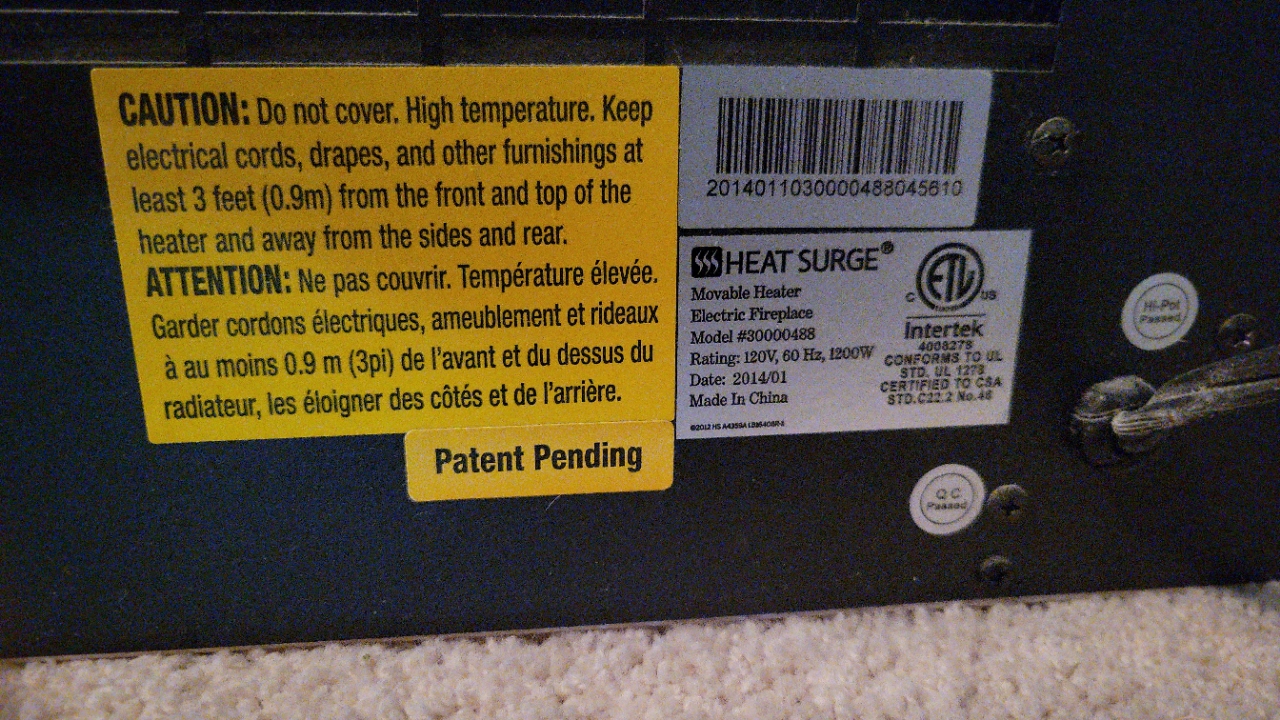 CAUTION: Do not cover. High temperature. Keep
electrical cords, drapes, and other furnishings at
least 3 feet (0.9m) from the front and top of the
heater and away from the sides and rear.
ATTENTION: Ne pas couvrir. Température élevée.
Garder cordons électriques, ameublement et rideaux
à au moins 0.9 m (3pi) de l'avant et du dessus du
radiateur, les éloigner des côtés et de l'arrière.
Patent Pending
2014011030000488045610
HEAT SURGE®
Movable Heater
Electric Fireplace
Model #30000488
Rating: 120V, 60 Hz, 1200W
Date: 2014/01
Made In China
©2012 HS
ETL
C US
Intertek
4008278
CONFORMS TO UL
STD. UL 1278
CERTIFIED TO CSA
STD.C22.2 No.46
Hi-Pot
Passed
Q C
Passed